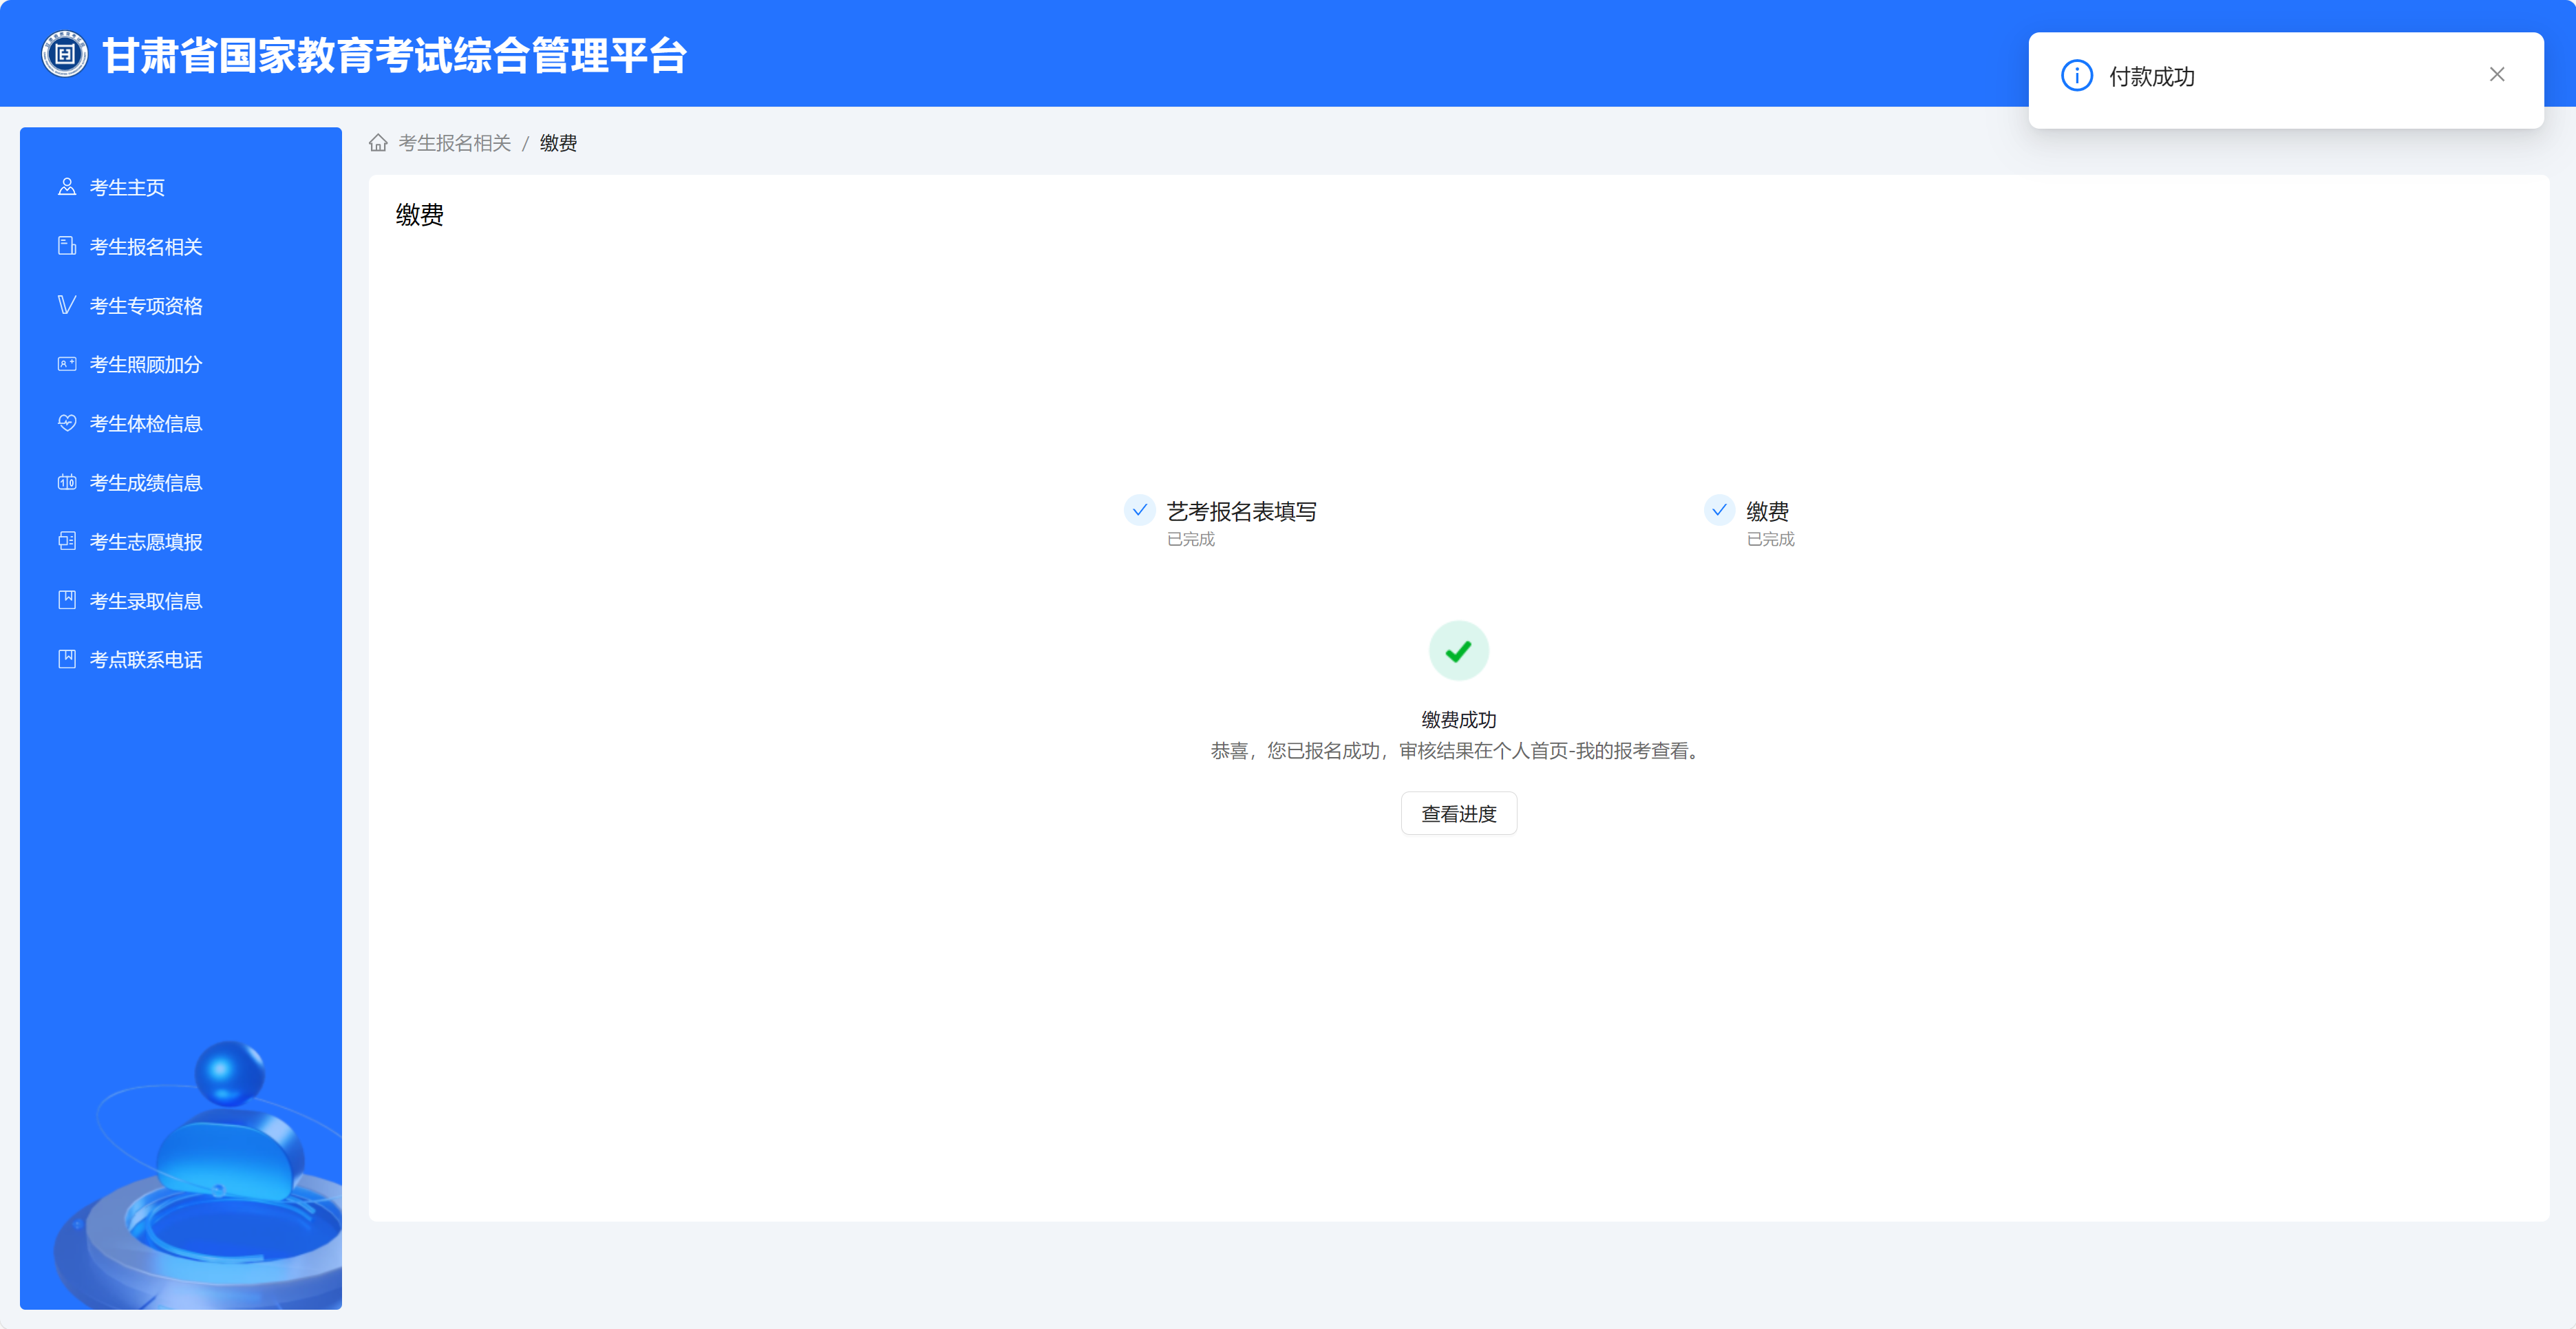 甘肃省国家教育考试综合管理平台
付款成功
考生主页
考生报名相关
考生专项资格
考生照顾加分
考生体检信息
考生成绩信息
考生志愿填报
考生录取信息
考点联系电话
考生报名相关 / 缴费
缴费
艺考报名表填写
已完成
缴费
已完成
缴费成功
恭喜，您已报名成功，审核结果在个人首页-我的报考查看。
查看进度